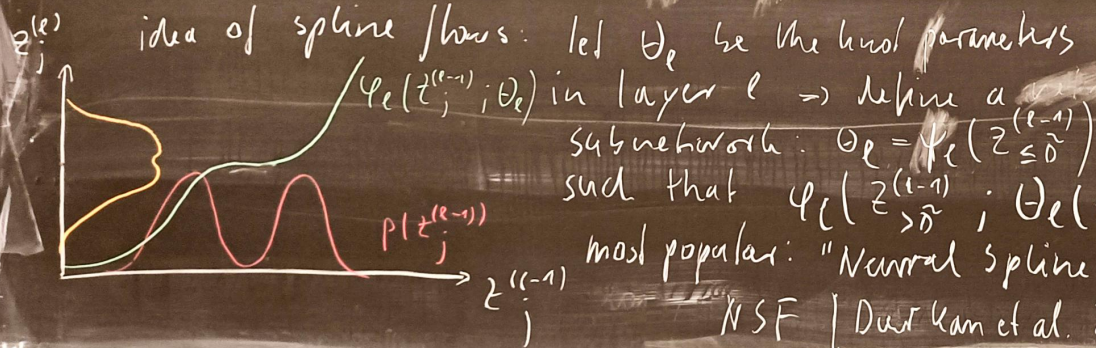 z_j^{(ℓ)}
idea of spline flows: let θ_ℓ be the knot parameters
φ_ℓ(z_j^{(ℓ-1)}; θ_ℓ) in layer ℓ => define a
subnetwork: θ_ℓ = ψ_ℓ(z_{≤D̃}^{(ℓ-1)})
such that φ_ℓ(z_{>D̃}^{(ℓ-1)}; θ_ℓ(
p(z_j^{(ℓ-1)})
most popular: "Neural Spline
z_j^{(ℓ-1)}
NSF | Durkan et al.